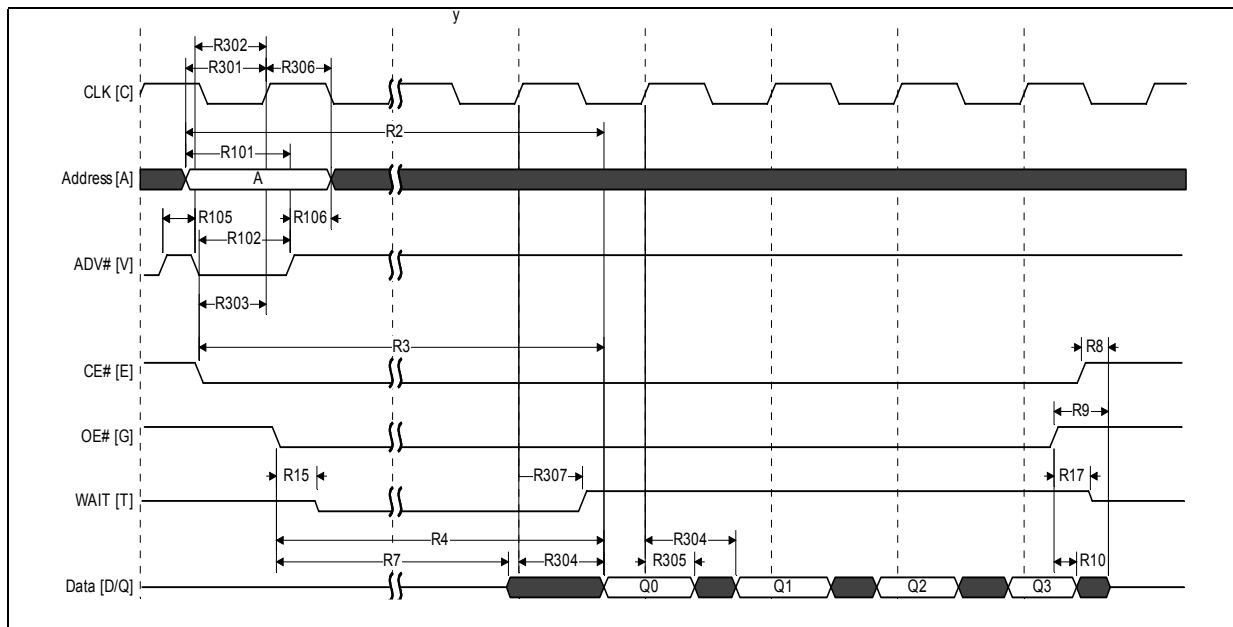 y
R302
R301 R306
CLK [C]
R2
R101
Address [A] A
R105 R106
R102
ADV# [V]
R303
R3
R8
CE# [E]
R9
OE# [G]
R15 R307 R17
WAIT [T]
R4 R304
R7 R304 R305 R10
Data [D/Q] Q0 Q1 Q2 Q3